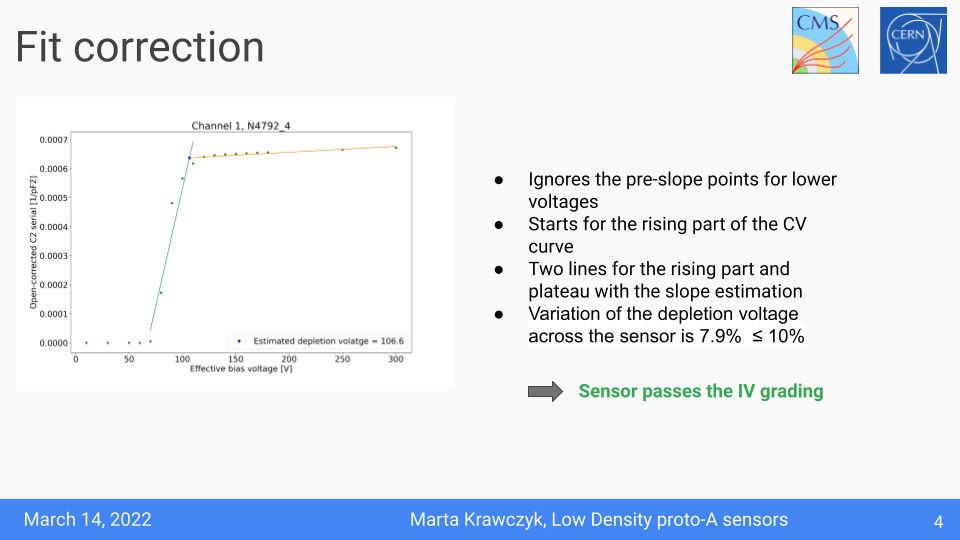 Fit correction
CMS
CERN
Channel 1, N4792_4
Open-corrected C2 serial [1/pF2]
0.0007
0.0006
0.0005
0.0004
0.0003
0.0002
0.0001
0.0000
Estimated depletion volatge = 106.6
0 50 100 150 200 250 300
Effective bias voltage [V]
● Ignores the pre-slope points for lower
voltages
● Starts for the rising part of the CV
curve
● Two lines for the rising part and
plateau with the slope estimation
● Variation of the depletion voltage
across the sensor is 7.9% ≤ 10%
Sensor passes the IV grading
March 14, 2022
Marta Krawczyk, Low Density proto-A sensors
4